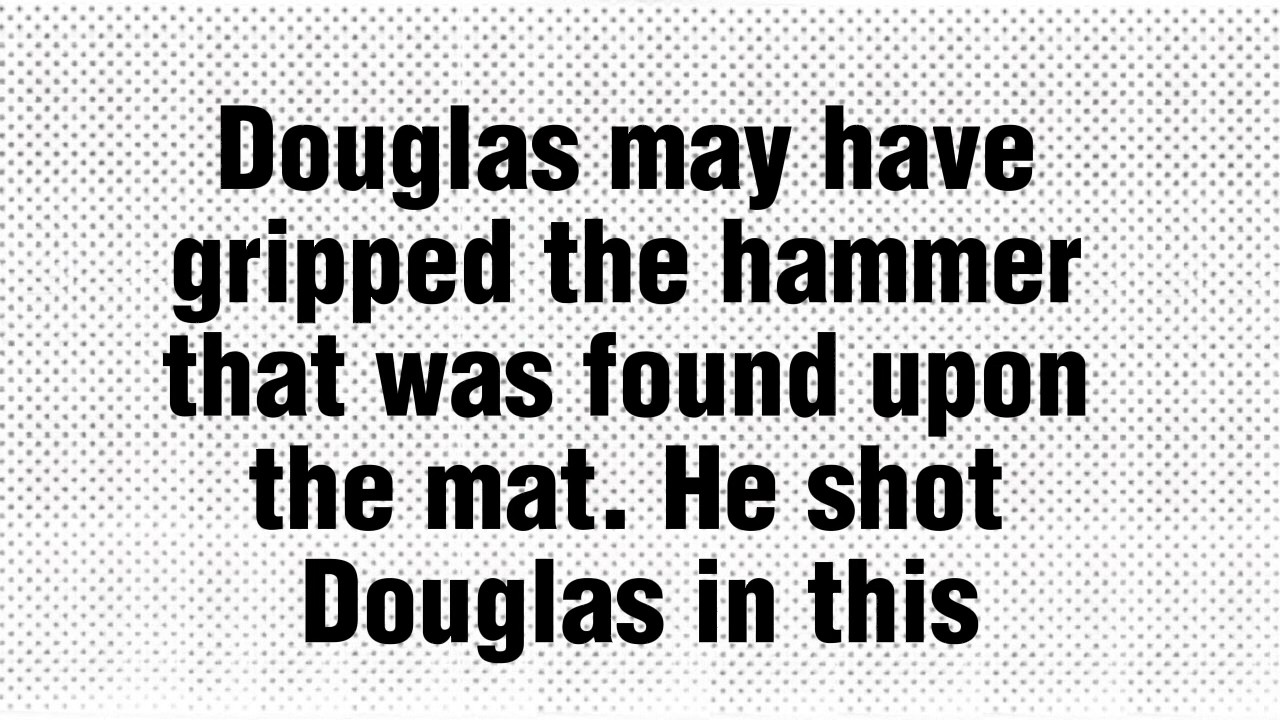 Douglas may have
gripped the hammer
that was found upon
the mat. He shot
Douglas in this